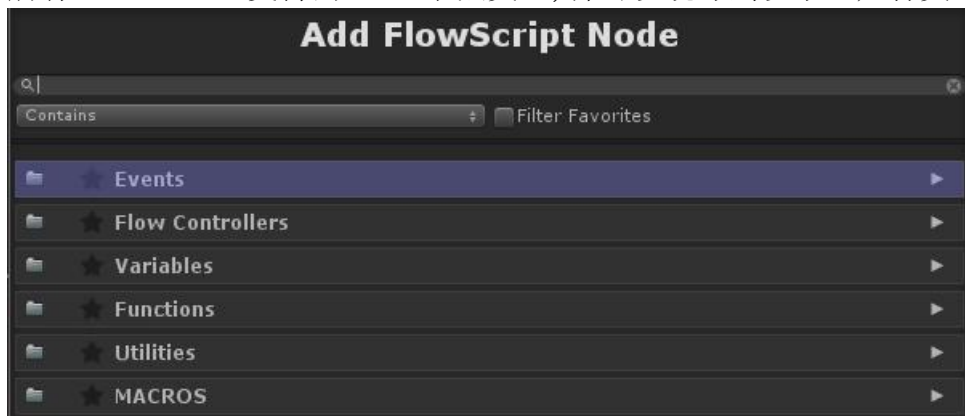 Add FlowScript Node
Contains
Filter Favorites
Events
Flow Controllers
Variables
Functions
Utilities
MACROS